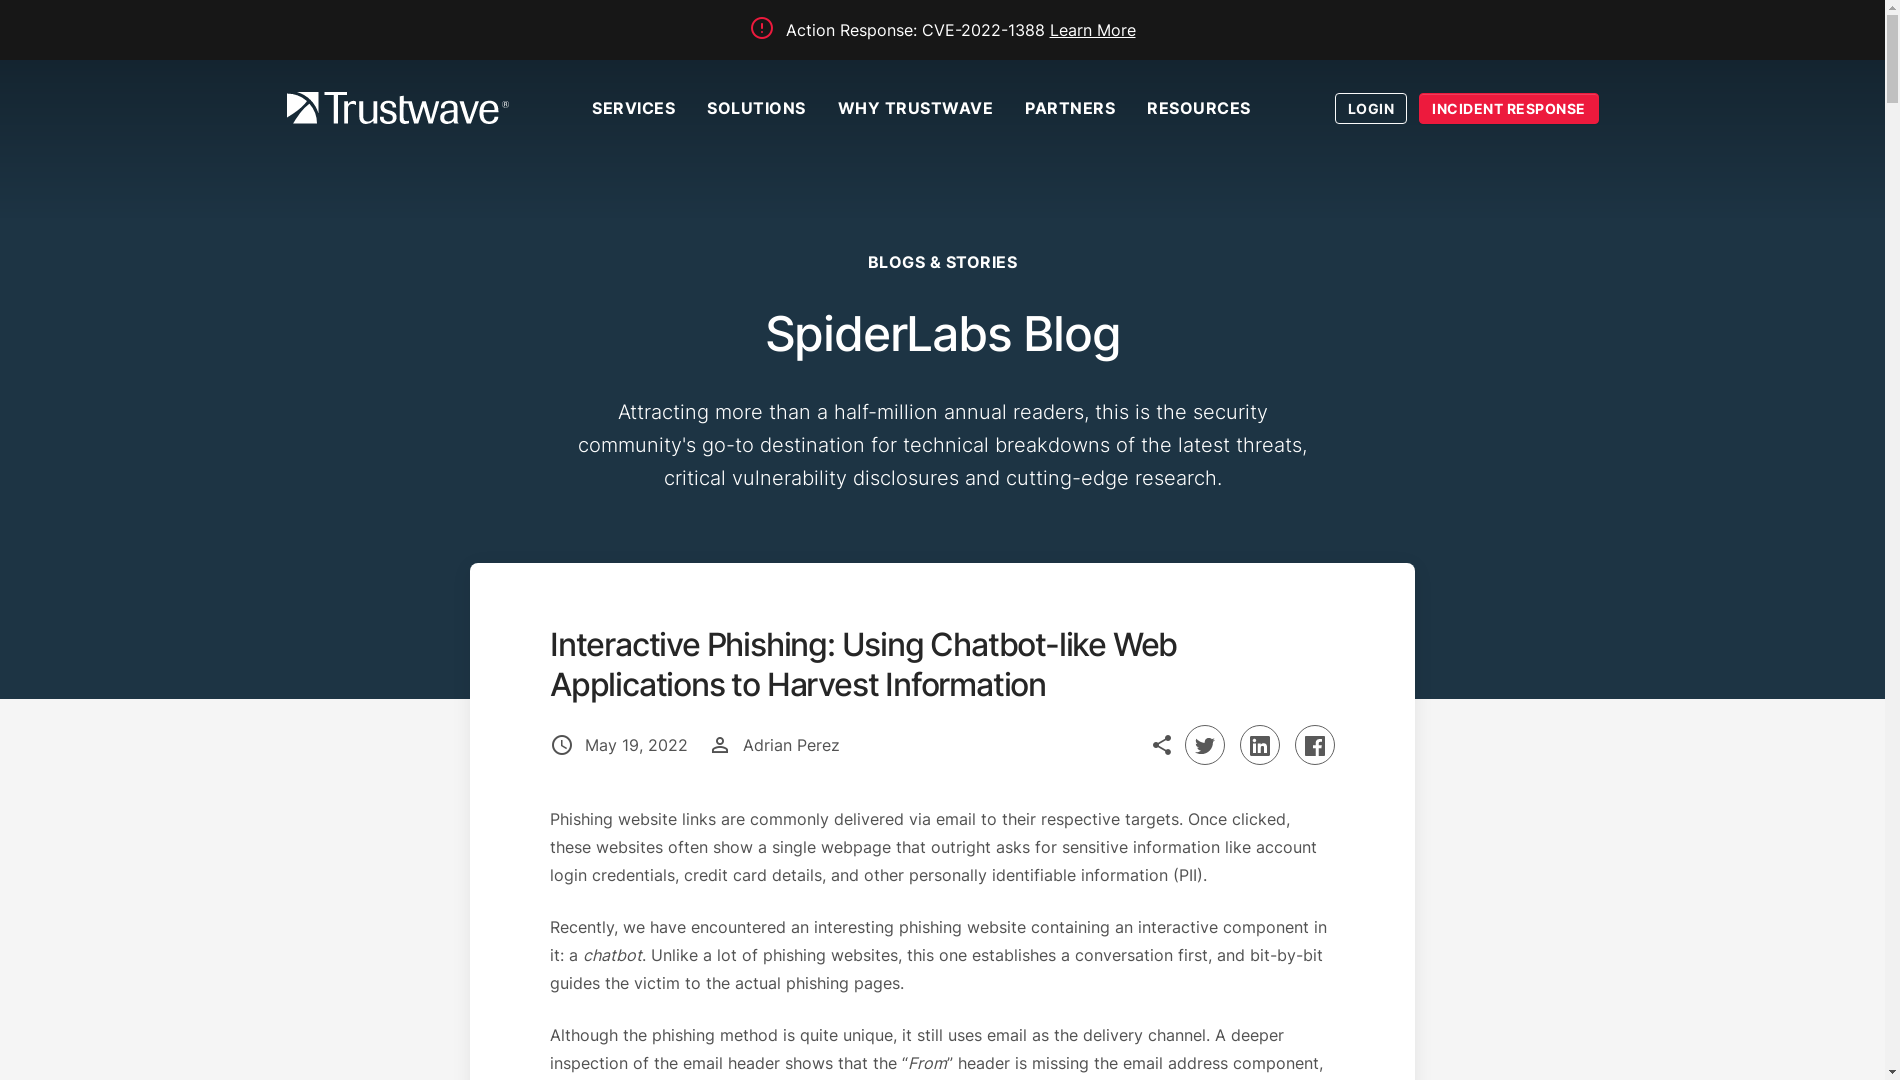 Action Response: CVE-2022-1388 Learn More
Trustwave®
SERVICES SOLUTIONS WHY TRUSTWAVE PARTNERS RESOURCES
LOGIN INCIDENT RESPONSE
BLOGS & STORIES
SpiderLabs Blog
Attracting more than a half-million annual readers, this is the security
community's go-to destination for technical breakdowns of the latest threats,
critical vulnerability disclosures and cutting-edge research.
Interactive Phishing: Using Chatbot-like Web
Applications to Harvest Information
May 19, 2022 Adrian Perez
Phishing website links are commonly delivered via email to their respective targets. Once clicked,
these websites often show a single webpage that outright asks for sensitive information like account
login credentials, credit card details, and other personally identifiable information (PII).
Recently, we have encountered an interesting phishing website containing an interactive component in
it: a chatbot. Unlike a lot of phishing websites, this one establishes a conversation first, and bit-by-bit
guides the victim to the actual phishing pages.
Although the phishing method is quite unique, it still uses email as the delivery channel. A deeper
inspection of the email header shows that the “From” header is missing the email address component,